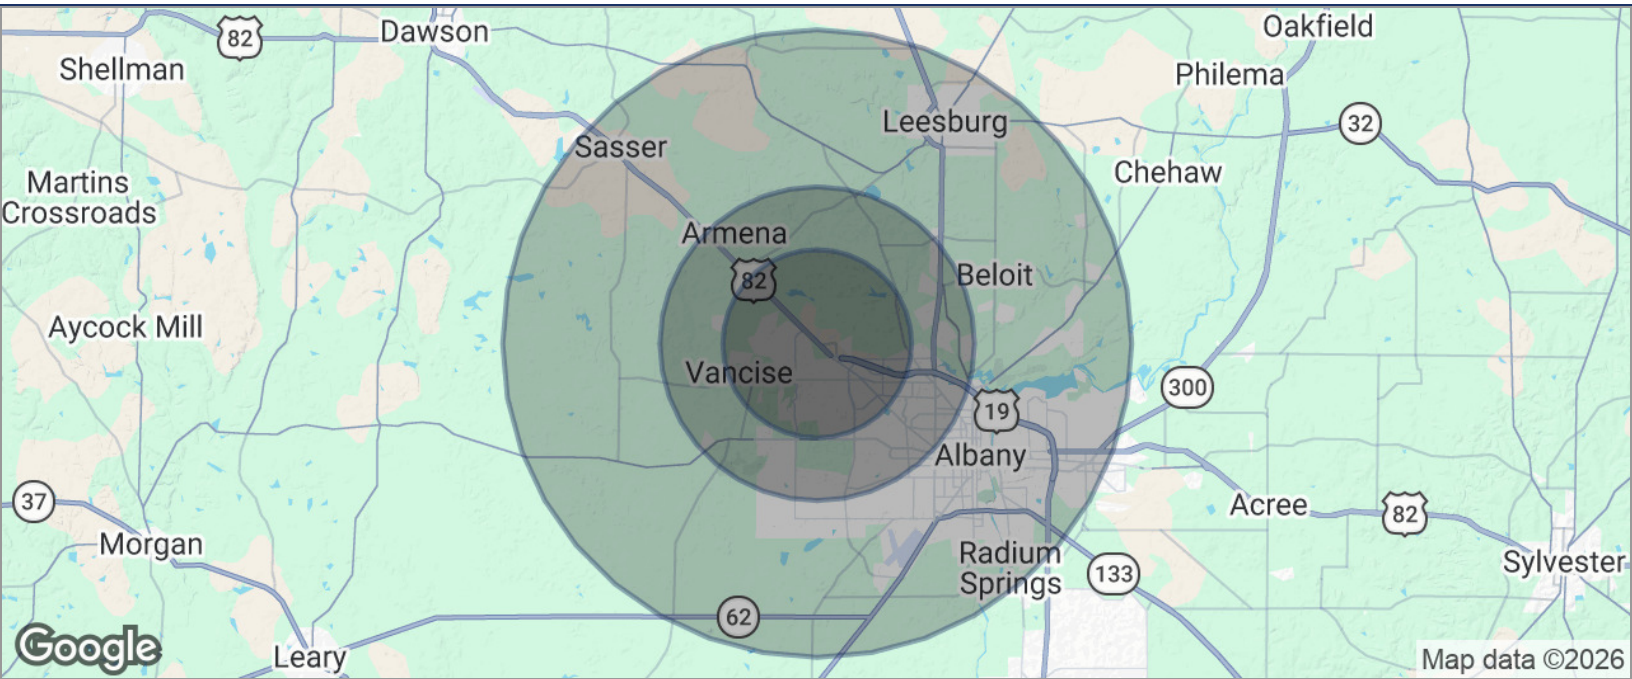 82
Dawson
Oakfield
Shellman
Philema
Leesburg
32
Sasser
Chehaw
Martins
Crossroads
Armena
82
Beloit
Aycock Mill
Vancise
300
19
Albany
37
Acree
82
Morgan
Radium
Springs
133
Sylvester
62
Google
Leary
Map data ©2026